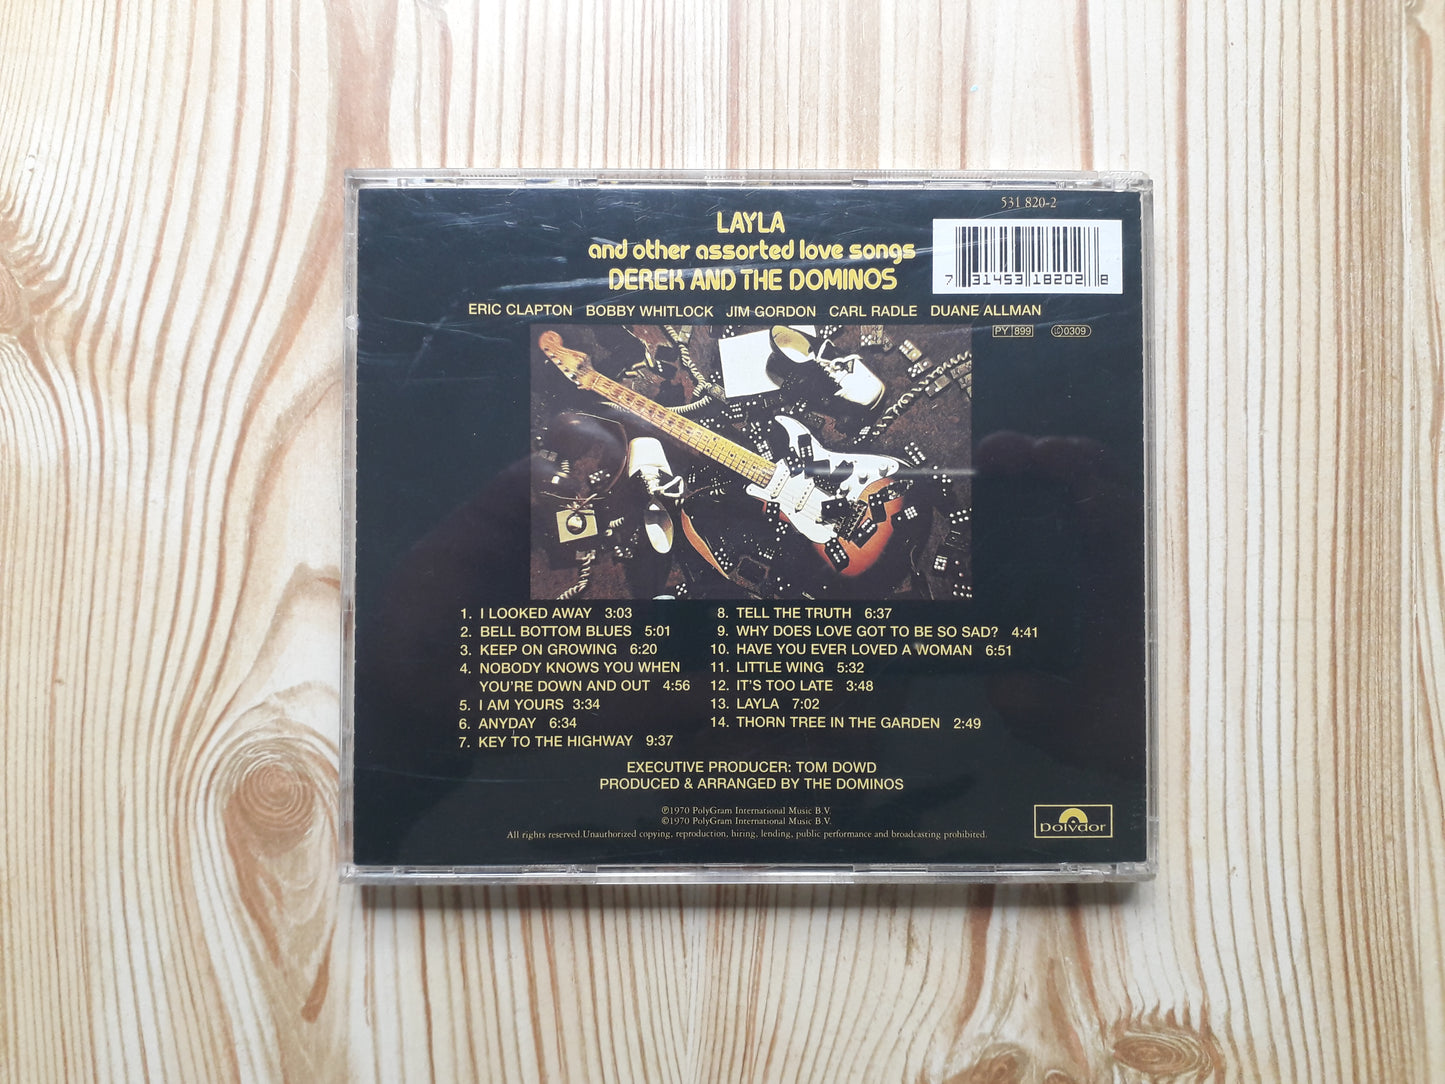 531 820-2
LAYLA
and other assorted love songs
DEREK AND THE DOMINOS
7 31453 18202 8
ERIC CLAPTON BOBBY WHITLOCK JIM GORDON CARL RADLE DUANE ALLMAN
PY 899 LC 0309
1. I LOOKED AWAY 3:03
2. BELL BOTTOM BLUES 5:01
3. KEEP ON GROWING 6:20
4. NOBODY KNOWS YOU WHEN
YOU'RE DOWN AND OUT 4:56
5. I AM YOURS 3:34
6. ANYDAY 6:34
7. KEY TO THE HIGHWAY 9:37
8. TELL THE TRUTH 6:37
9. WHY DOES LOVE GOT TO BE SO SAD? 4:41
10. HAVE YOU EVER LOVED A WOMAN 6:51
11. LITTLE WING 5:32
12. IT'S TOO LATE 3:48
13. LAYLA 7:02
14. THORN TREE IN THE GARDEN 2:49
EXECUTIVE PRODUCER: TOM DOWD
PRODUCED & ARRANGED BY THE DOMINOS
℗1970 PolyGram International Music B.V.
©1970 PolyGram International Music B.V.
All rights reserved.Unauthorized copying, reproduction, hiring, lending, public performance and broadcasting prohibited.
polydor